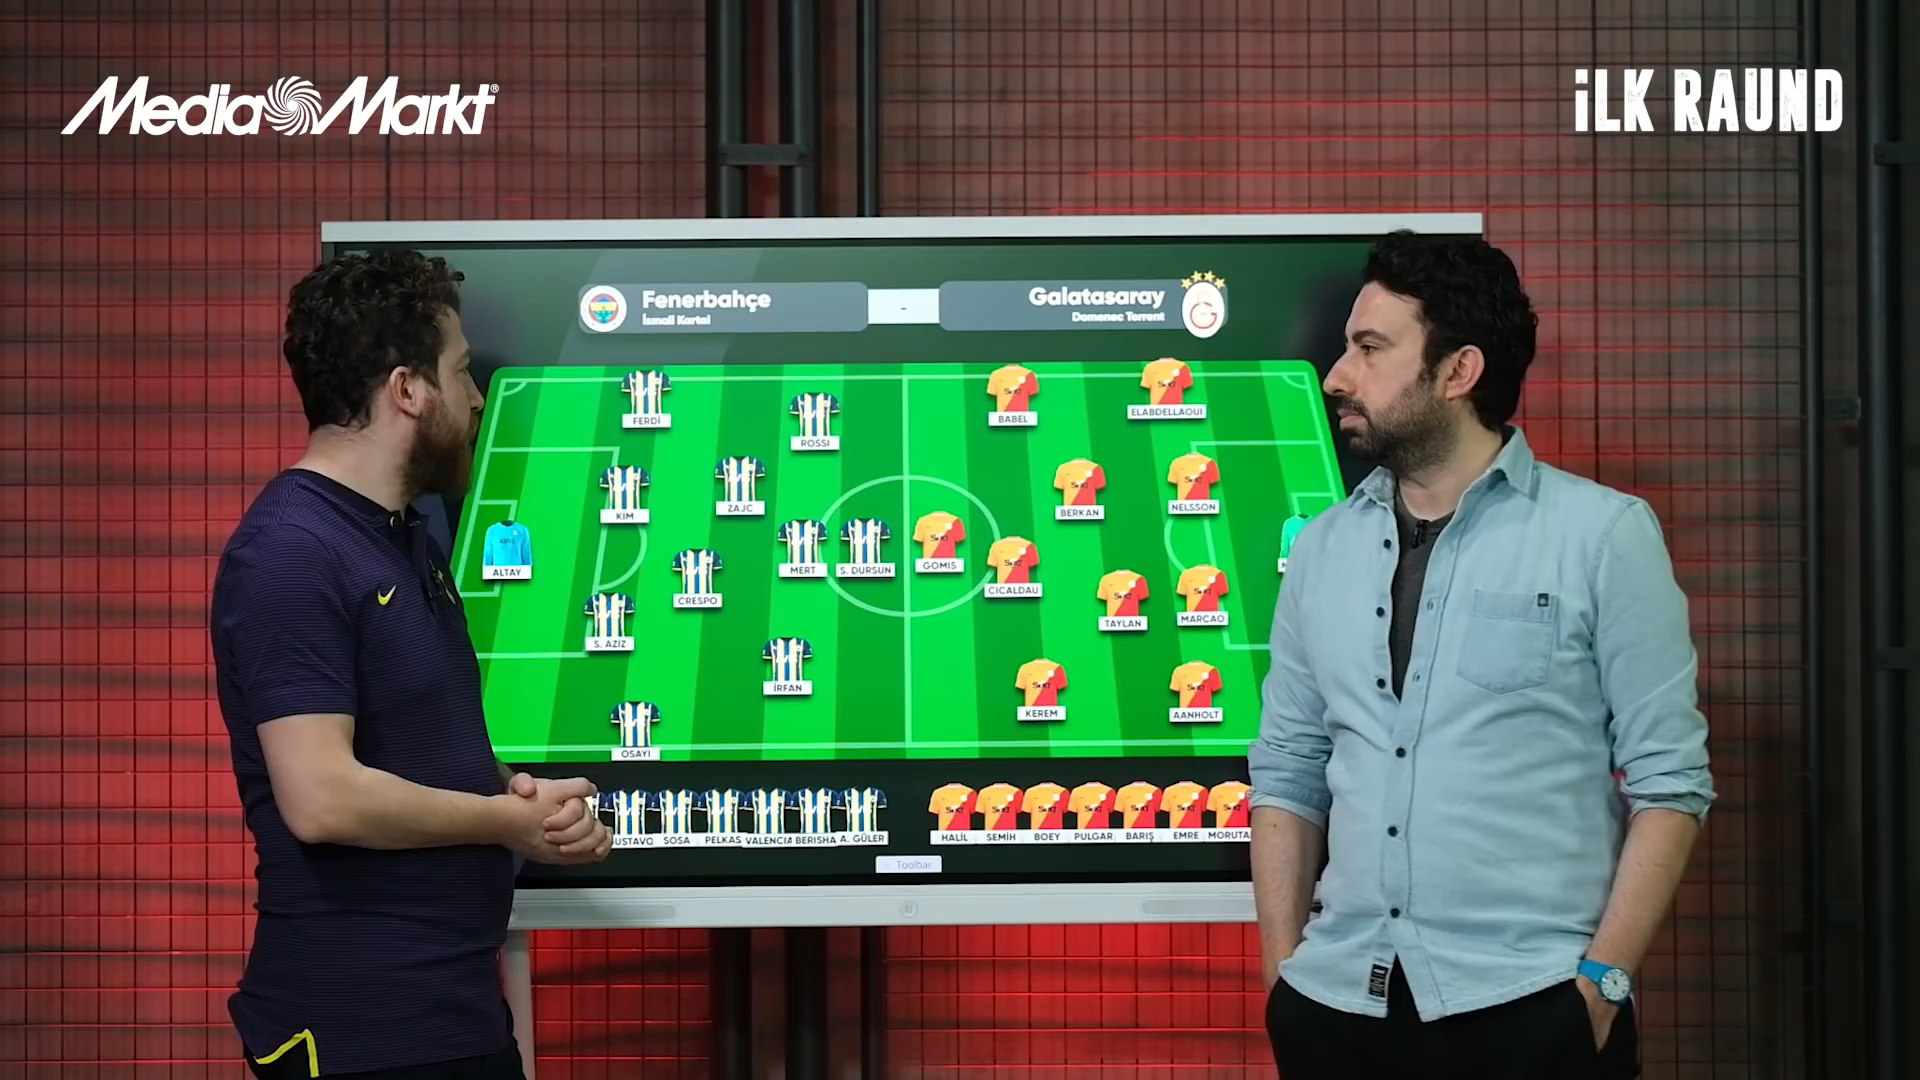 MediaMarkt®
iLK RAUND
Fenerbahçe
İsmail Kartal
-
Galatasaray
Domenec Torrent
FERDİ
ROSSI
BABEL
ELABDELLAOUI
KIM
ZAJC
BERKAN
NELSSON
ALTAY
MERT
S. DURSUN
GOMIS
CICALDAU
CRESPO
TAYLAN
MARCAO
S. AZİZ
İRFAN
KEREM
AANHOLT
OSAYI
USTAVO
SOSA
PELKAS
VALENCIA
BERISHA
A. GÜLER
HALİL
SEMİH
BOEY
PULGAR
BARIŞ
EMRE
MORUTA
Toolbar